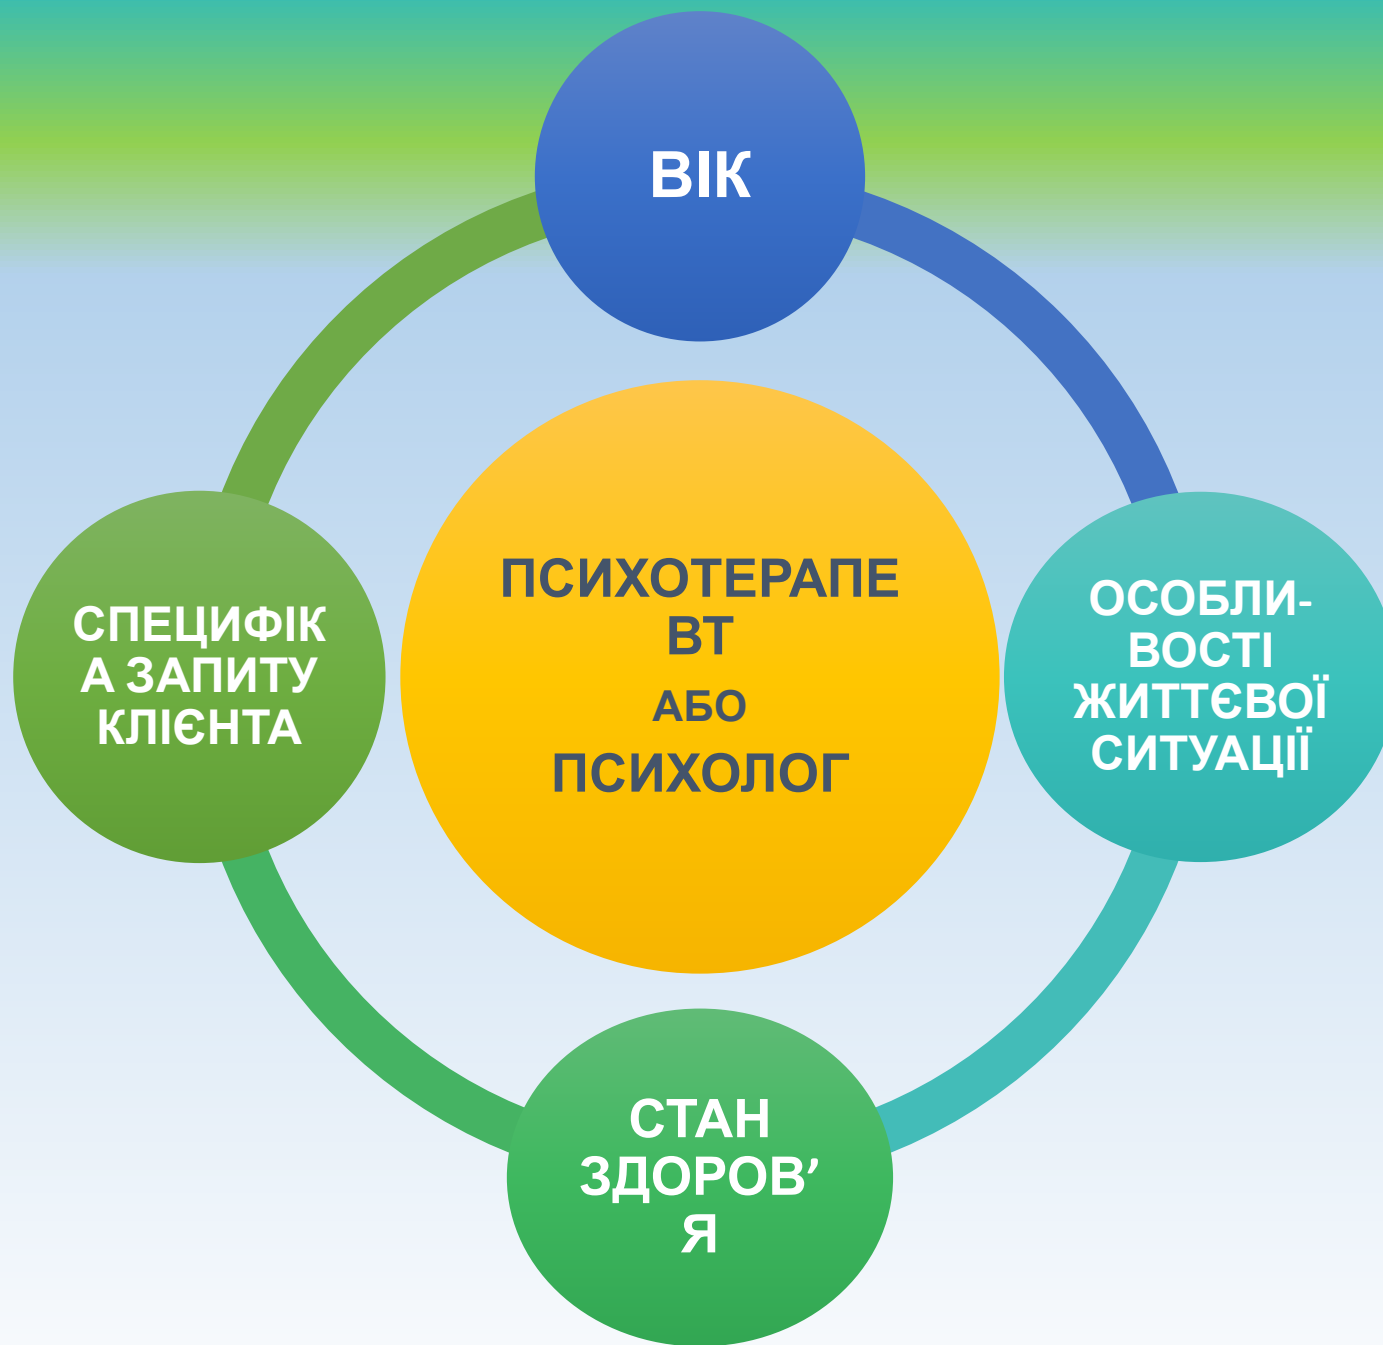 ВІК
СПЕЦИФІК
А ЗАПИТУ
КЛІЄНТА
ПСИХОТЕРАПЕ
ВТ
АБО
ПСИХОЛОГ
ОСОБЛИ-
ВОСТІ
ЖИТТЄВОЇ
СИТУАЦІЇ
СТАН
ЗДОРОВ’
Я